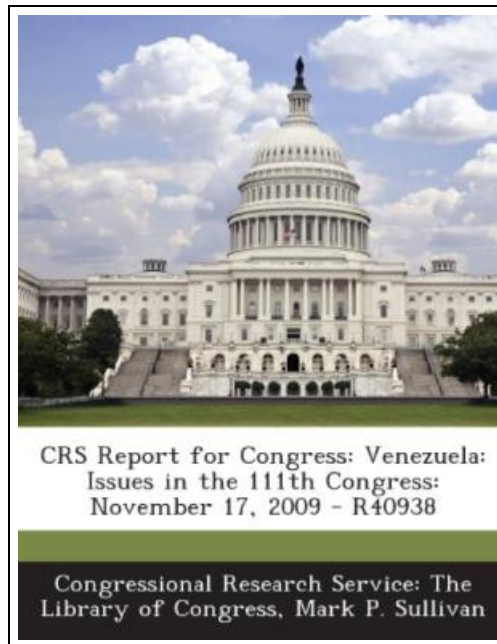 CRS Report for Congress: Venezuela:
Issues in the 111th Congress:
November 17, 2009 - R40938
Congressional Research Service: The
Library of Congress, Mark P. Sullivan